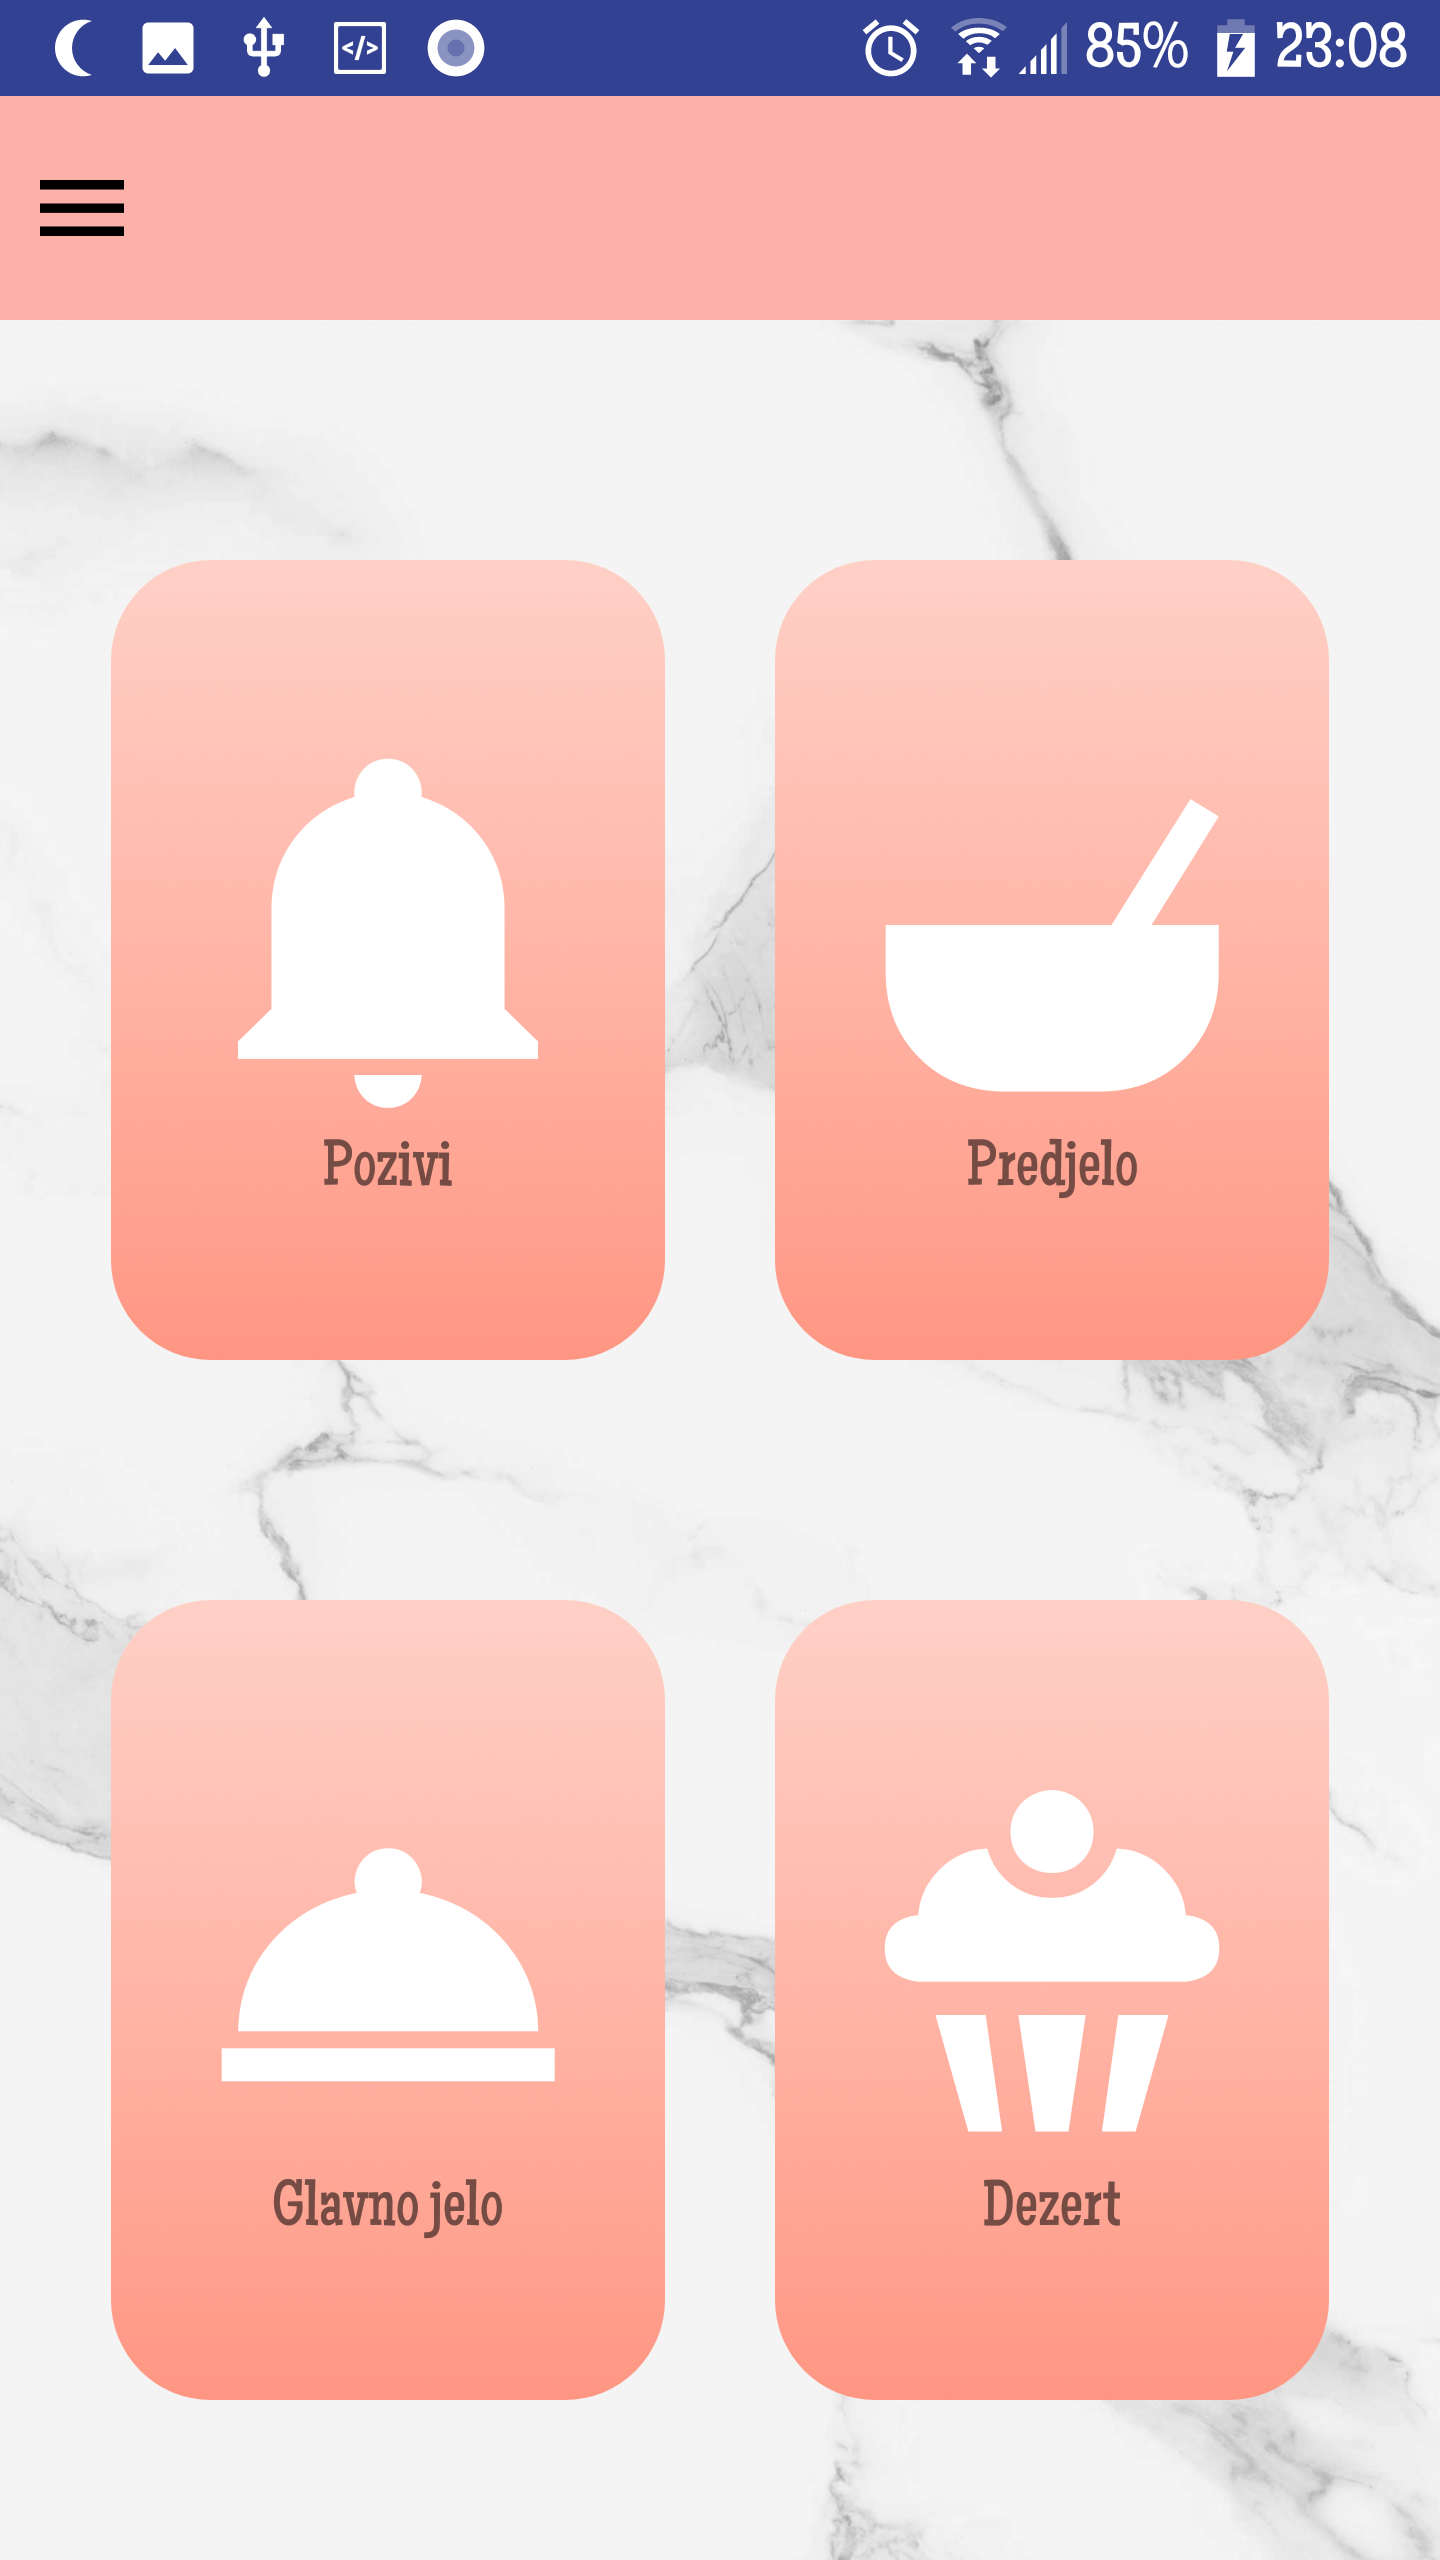 85% 23:08
Pozivi
Predjelo
Glavno jelo
Dezert